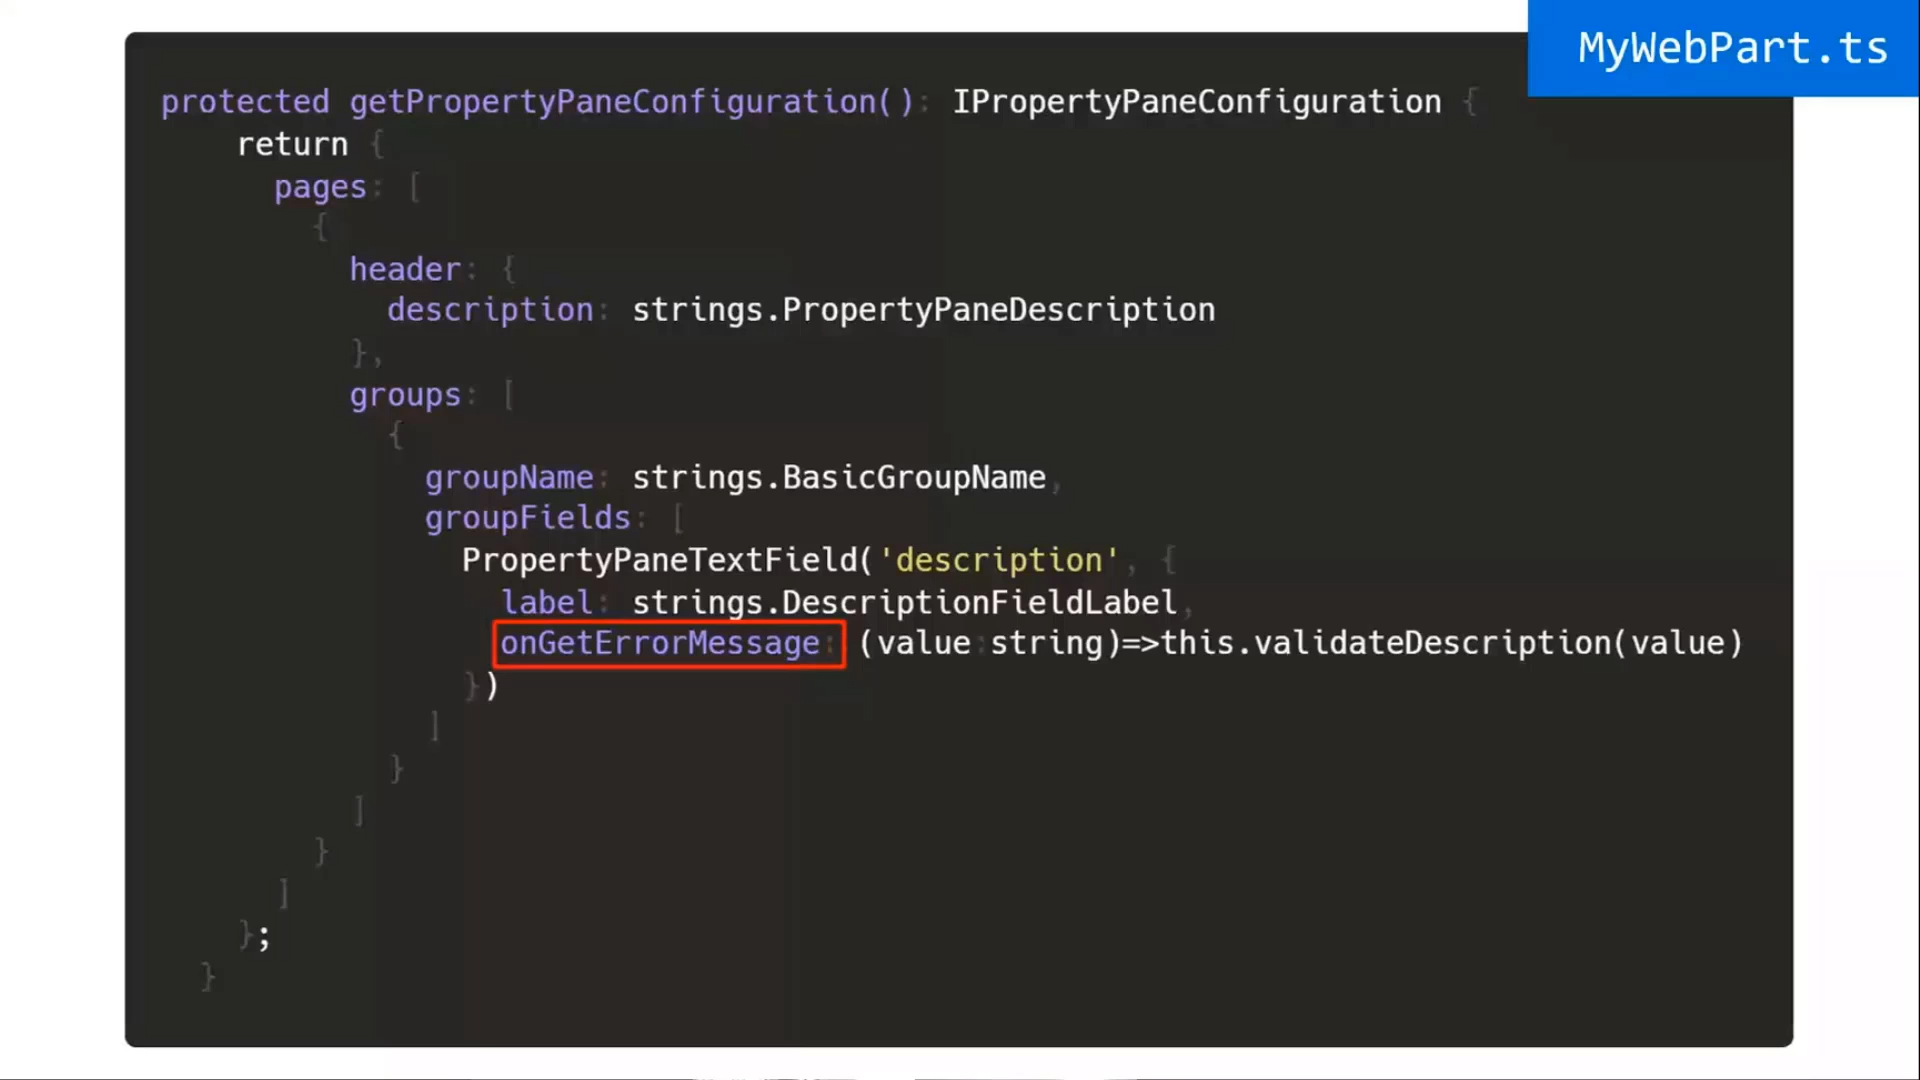 MyWebPart.ts
protected getPropertyPaneConfiguration(): IPropertyPaneConfiguration {
return {
pages: [
{
header: {
description: strings.PropertyPaneDescription
},
groups: [
{
groupName: strings.BasicGroupName,
groupFields: [
PropertyPaneTextField('description', {
label: strings.DescriptionFieldLabel,
onGetErrorMessage: (value:string)=>this.validateDescription(value)
})
]
}
]
}
]
};
}